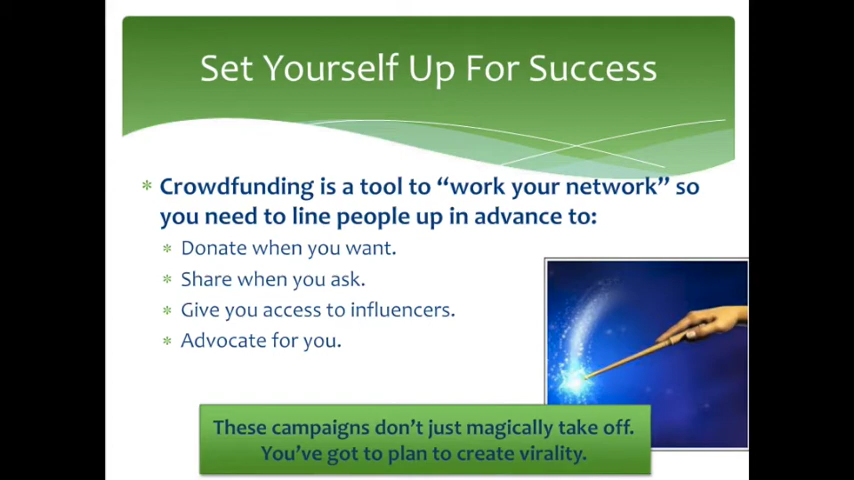 Set Yourself Up For Success
* Crowdfunding is a tool to “work your network” so
you need to line people up in advance to:
* Donate when you want.
* Share when you ask.
* Give you access to influencers.
* Advocate for you.
These campaigns don’t just magically take off.
You’ve got to plan to create virality.